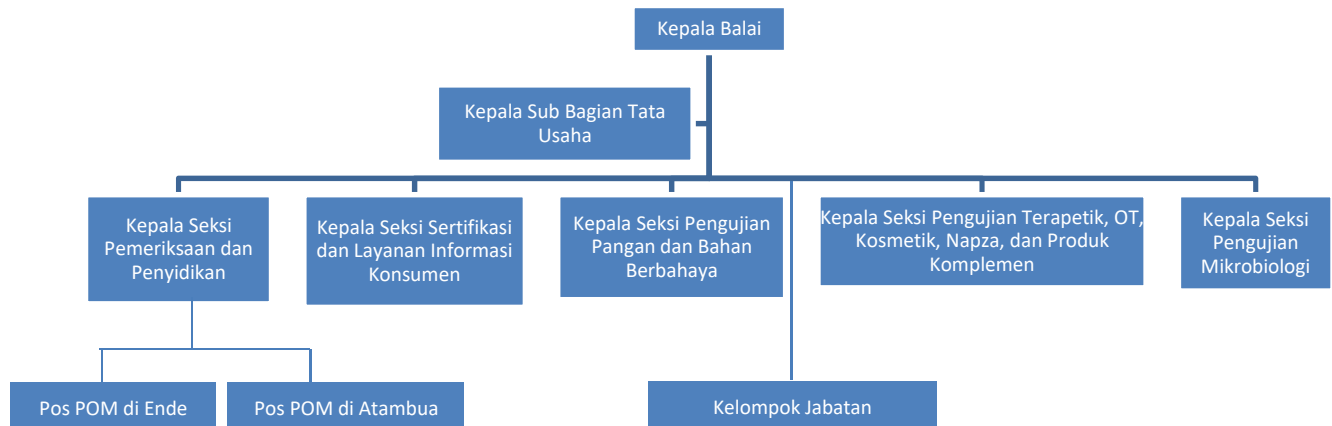 Kepala Balai
Kepala Sub Bagian Tata
Usaha
Kepala Seksi
Pemeriksaan dan
Penyidikan
Kepala Seksi Sertifikasi
dan Layanan Informasi
Konsumen
Kepala Seksi Pengujian
Pangan dan Bahan
Berbahaya
Kepala Seksi Pengujian Terapetik, OT,
Kosmetik, Napza, dan Produk
Komplemen
Kepala Seksi
Pengujian
Mikrobiologi
Pos POM di Ende
Pos POM di Atambua
Kelompok Jabatan